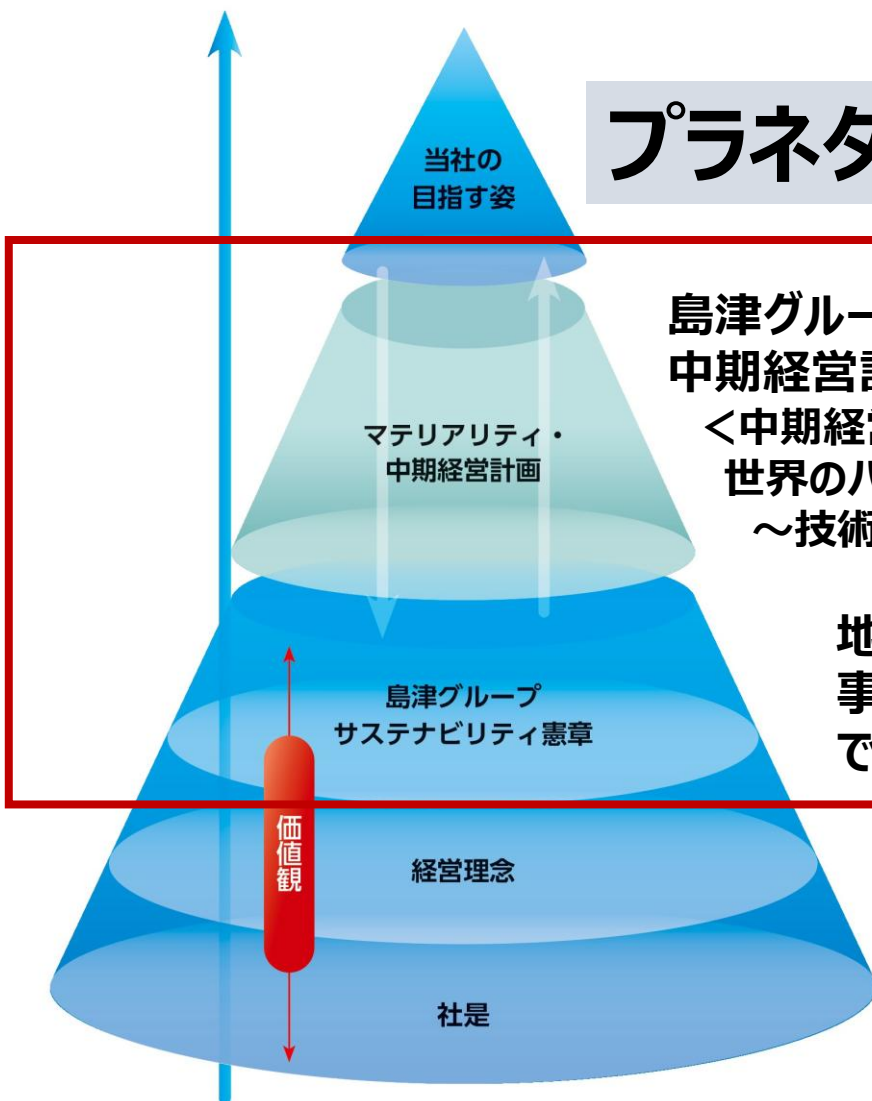 当社の
目指す姿
プラネタ
島津グルー
中期経営
＜中期経
世界の
～技術
マテリアリティ・
中期経営計画
地
事
で
島津グループ
サステナビリティ憲章
価値観
経営理念
社是